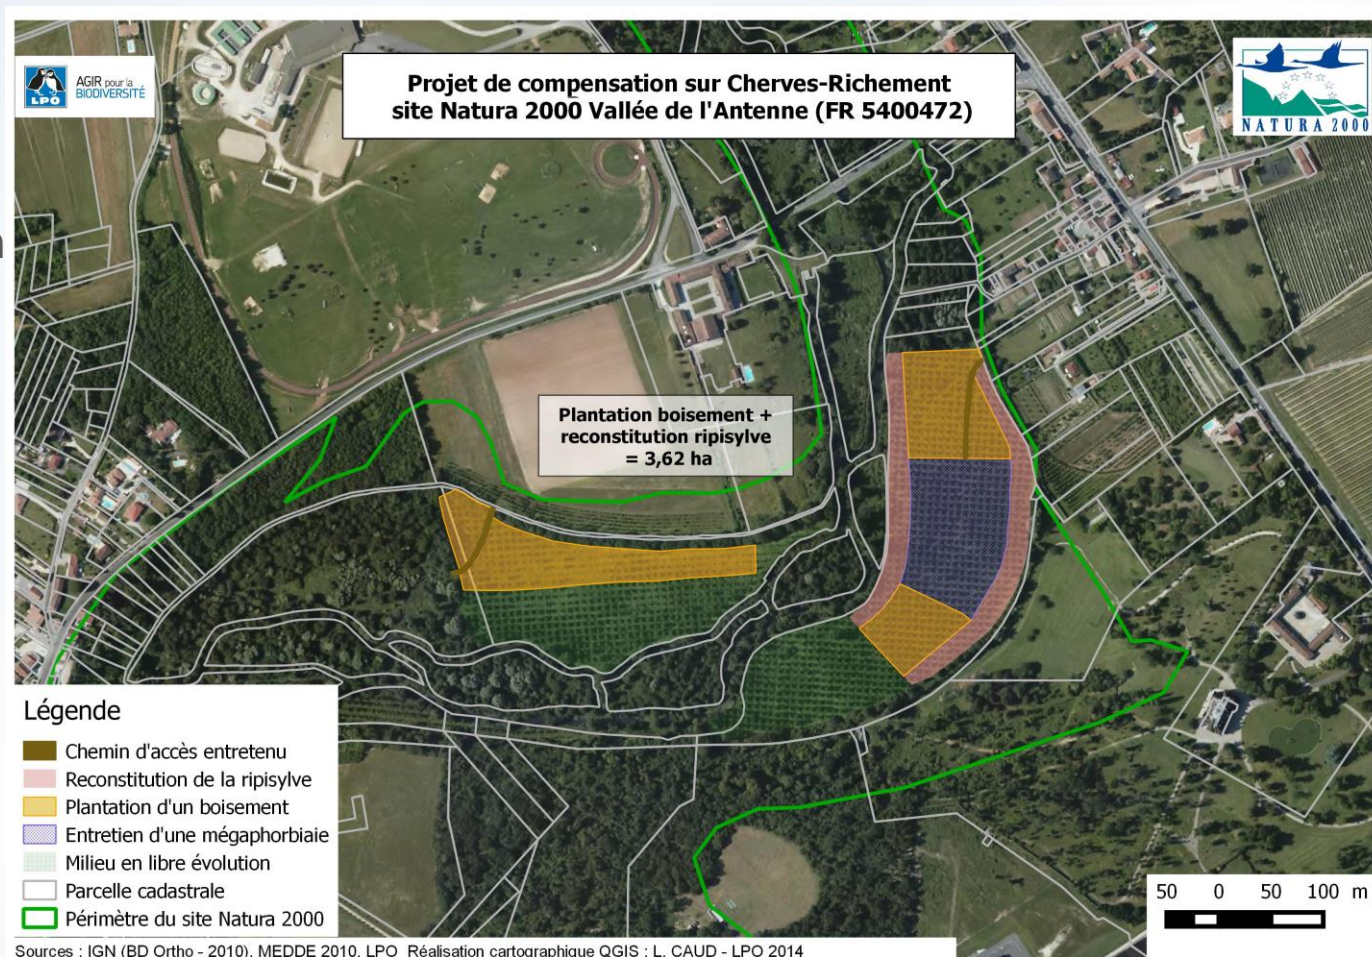 LPO
AGIR pour la
BIODIVERSITÉ
Projet de compensation sur Cherves-Richement
site Natura 2000 Vallée de l'Antenne (FR 5400472)
NATURA 2000
Plantation boisement +
reconstitution ripisylve
= 3,62 ha
Légende
Chemin d'accès entretenu
Reconstitution de la ripisylve
Plantation d'un boisement
Entretien d'une mégaphorbiaie
Milieu en libre évolution
Parcelle cadastrale
Périmètre du site Natura 2000
50 0 50 100 m
Sources : IGN (BD Ortho - 2010), MEDDE 2010, LPO Réalisation cartographique QGIS : L. CAUD - LPO 2014